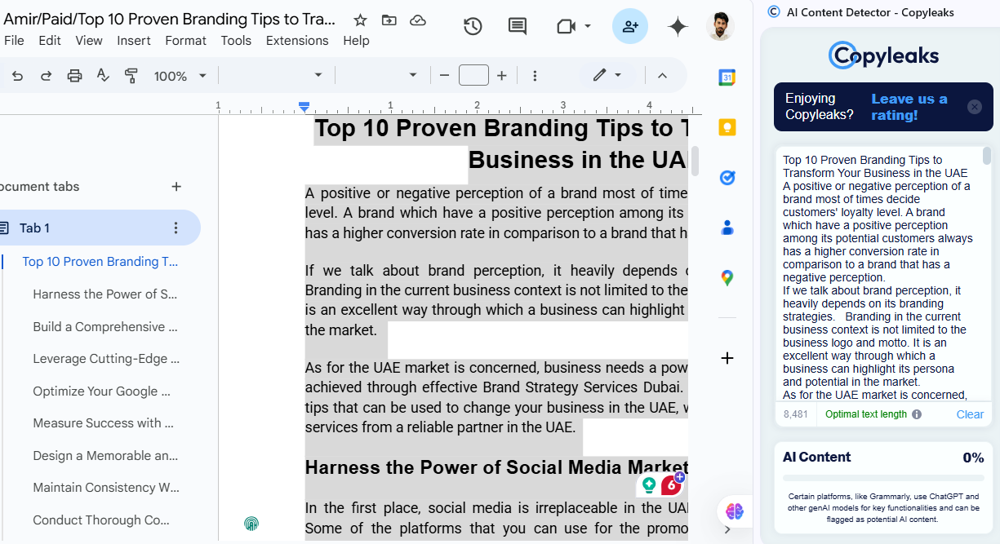 Amir/Paid/Top 10 Proven Branding Tips to Tra...
File Edit View Insert Format Tools Extensions Help
100%
1 1 2 3 4
ocument tabs
Tab 1
Top 10 Proven Branding T...
Harness the Power of S...
Build a Comprehensive ...
Leverage Cutting-Edge ...
Optimize Your Google ...
Measure Success with ...
Design a Memorable an...
Maintain Consistency W...
Conduct Thorough Co...
Top 10 Proven Branding Tips to T
Business in the UA
A positive or negative perception of a brand most of time
level. A brand which have a positive perception among its
has a higher conversion rate in comparison to a brand that h
If we talk about brand perception, it heavily depends
Branding in the current business context is not limited to the
is an excellent way through which a business can highlight
the market.
As for the UAE market is concerned, business needs a pow
achieved through effective Brand Strategy Services Dubai.
tips that can be used to change your business in the UAE,
services from a reliable partner in the UAE.
Harness the Power of Social Media Market
6
In the first place, social media is irreplaceable in the UA
Some of the platforms that you can use for the promo
31
AI Content Detector - Copyleaks
Copyleaks
Enjoying
Copyleaks?
Leave us a
rating!
Top 10 Proven Branding Tips to
Transform Your Business in the UAE
A positive or negative perception of a
brand most of times decide
customers' loyalty level. A brand
which have a positive perception
among its potential customers always
has a higher conversion rate in
comparison to a brand that has a
negative perception.
If we talk about brand perception, it
heavily depends on its branding
strategies. Branding in the current
business context is not limited to the
business logo and motto. It is an
excellent way through which a
business can highlight its persona
and potential in the market.
As for the UAE market is concerned,
8,481 Optimal text length Clear
AI Content 0%
Certain platforms, like Grammarly, use ChatGPT and
other genAI models for key functionalities and can be
flagged as potential AI content.